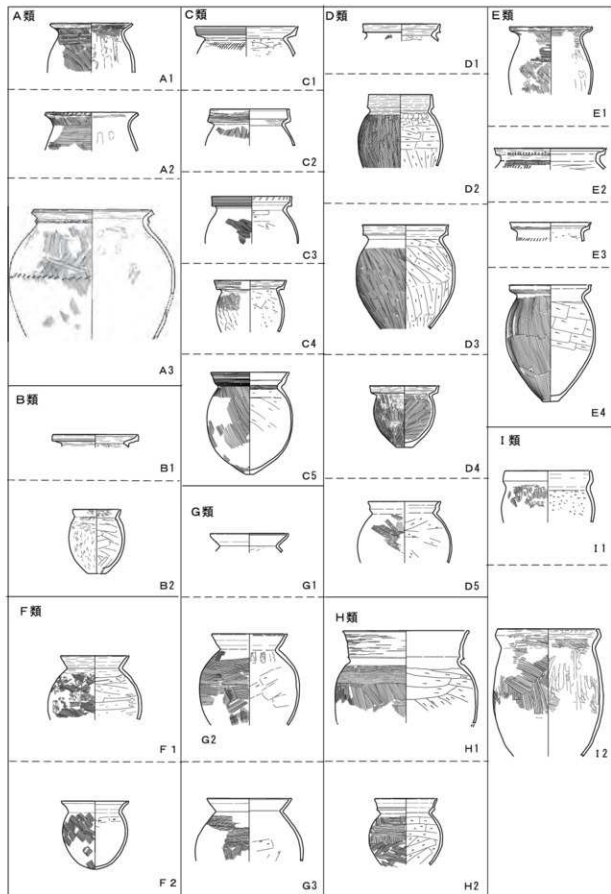 A類
A1
A2
A3
B類
B1
B2
F類
F1
F2
C類
C1
C2
C3
C4
C5
G類
G1
G2
G3
D類
D1
D2
D3
D4
D5
H類
H1
H2
E類
E1
E2
E3
E4
I類
I1
I2